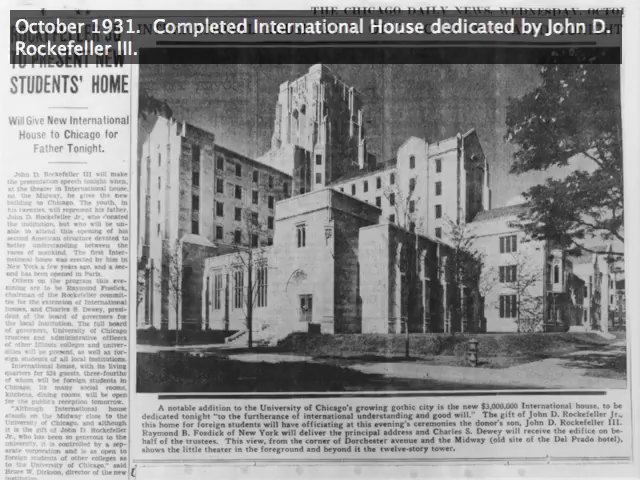 October 1931. Completed International House dedicated by John D.
Rockefeller III.
THE CHICAGO DAILY NEWS, WEDNESDAY, OCTO
TO PRESENT NEW
STUDENTS' HOME
Will Give New International
House to Chicago for
Father Tonight.
John D. Rockefeller III will make
the presentation speech tonight when,
at the theater in International house,
on the Midway, he gives the new
building to Chicago. The youth, in
his twenties, will represent his father,
John D. Rockefeller Jr., who donated
the institution, but who will be un-
able to attend this opening of his
second American structure devoted to
better understanding between the
races of mankind. The first Inter-
national house was erected by him in
New York a few years ago, and a sec-
ond has been opened in Paris.
Others on the program this eve-
ning are to be Raymond Fosdick,
chairman of the Rockefeller commit-
tee for the extension of International
houses, and Charles S. Dewey, presi-
dent of the board of governors for
the local institution. The full board
of governors, University of Chicago
trustees and administrative officers
of other Illinois colleges and univer-
sities will be present, as well as for-
eign students of all local institutions.
International house, with its living
quarters for 524 guests, three-fourths
of whom will be foreign students in
Chicago, its many social rooms,
kitchens, dining rooms, will be open
for the public reception tomorrow.
"Although International house
stands on the Midway close to the
University of Chicago, and although
it is the gift of John D. Rockefeller
Jr., who has been so generous to the
university, it is controlled by a sep-
arate corporation and is as open to
foreign students of other colleges as
to the University of Chicago," said
Bruce W. Dickson, director of the new
institution.
A notable addition to the University of Chicago's growing gothic city is the new $3,000,000 International house, to be
dedicated tonight "to the furtherance of international understanding and good will." The gift of John D. Rockefeller Jr.,
this home for foreign students will have officiating at this evening's ceremonies the donor's son, John D. Rockefeller III.
Raymond B. Fosdick of New York will deliver the principal address and Charles S. Dewey will receive the edifice on be-
half of the trustees. This view, from the corner of Dorchester avenue and the Midway (old site of the Del Prado hotel),
shows the little theater in the foreground and beyond it the twelve-story tower.